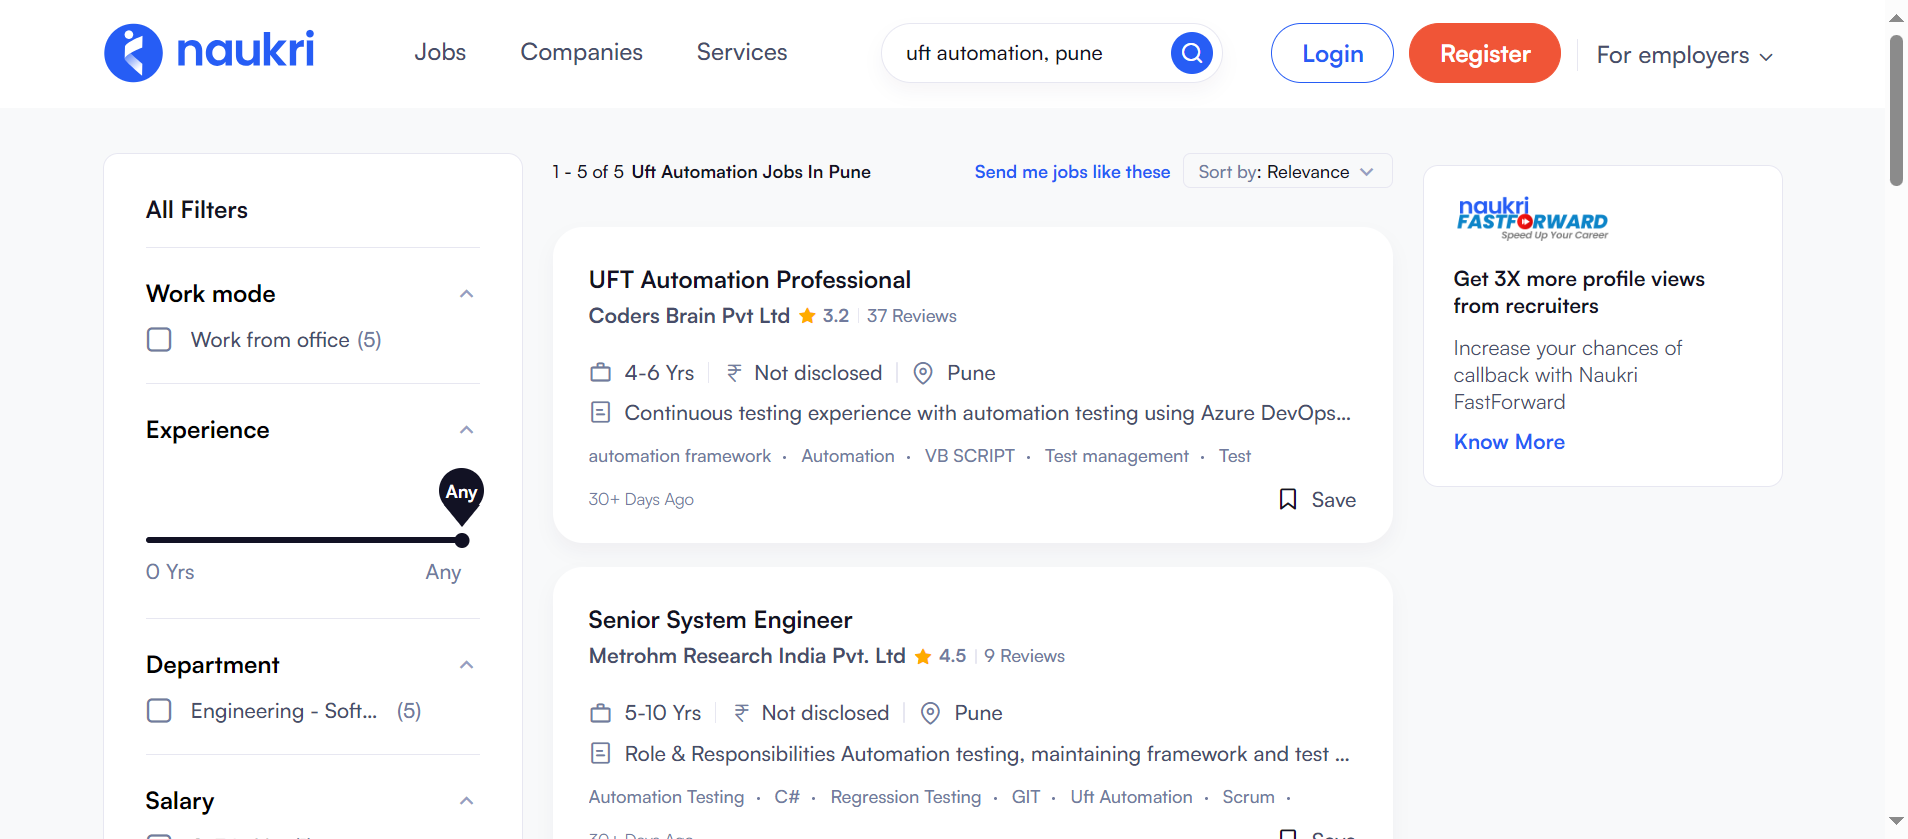 naukri
Jobs
Companies
Services
uft automation, pune
Login
Register
For employers
All Filters
Work mode
Work from office (5)
Experience
Any
0 Yrs
Any
Department
Engineering - Soft... (5)
Salary
1 - 5 of 5 Uft Automation Jobs In Pune
Send me jobs like these
Sort by: Relevance
UFT Automation Professional
Coders Brain Pvt Ltd 3.2 37 Reviews
4-6 Yrs ₹ Not disclosed Pune
Continuous testing experience with automation testing using Azure DevOps...
automation framework · Automation · VB SCRIPT · Test management · Test
30+ Days Ago
Save
Senior System Engineer
Metrohm Research India Pvt. Ltd 4.5 9 Reviews
5-10 Yrs ₹ Not disclosed Pune
Role & Responsibilities Automation testing, maintaining framework and test ...
Automation Testing · C# · Regression Testing · GIT · Uft Automation · Scrum ·
30+ Days Ago
Save
naukri
FASTFORWARD
Speed Up Your Career
Get 3X more profile views
from recruiters
Increase your chances of
callback with Naukri
FastForward
Know More